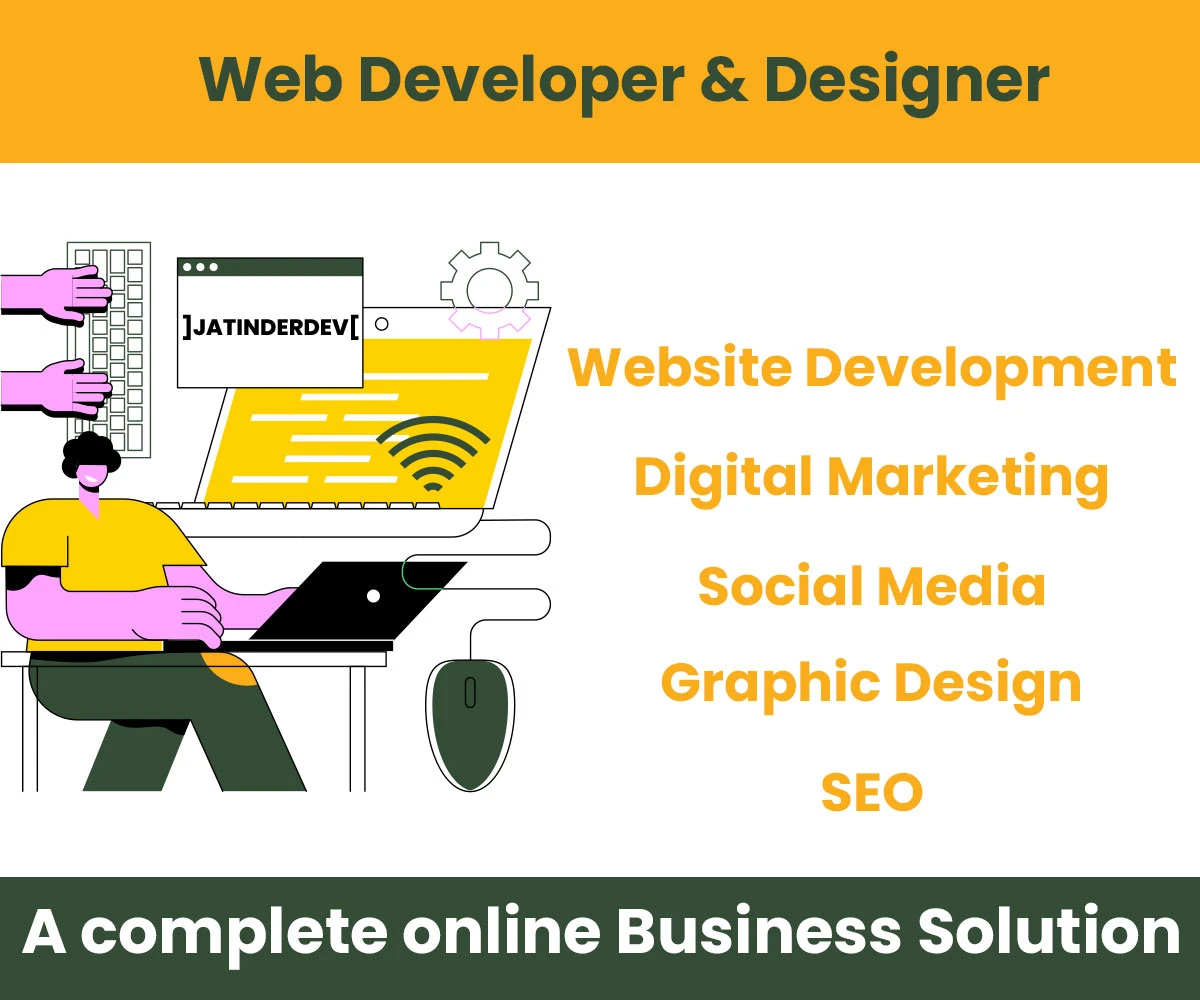 Web Developer & Designer
]JATINDERDEV[
Website Development
Digital Marketing
Social Media
Graphic Design
SEO
A complete online Business Solution